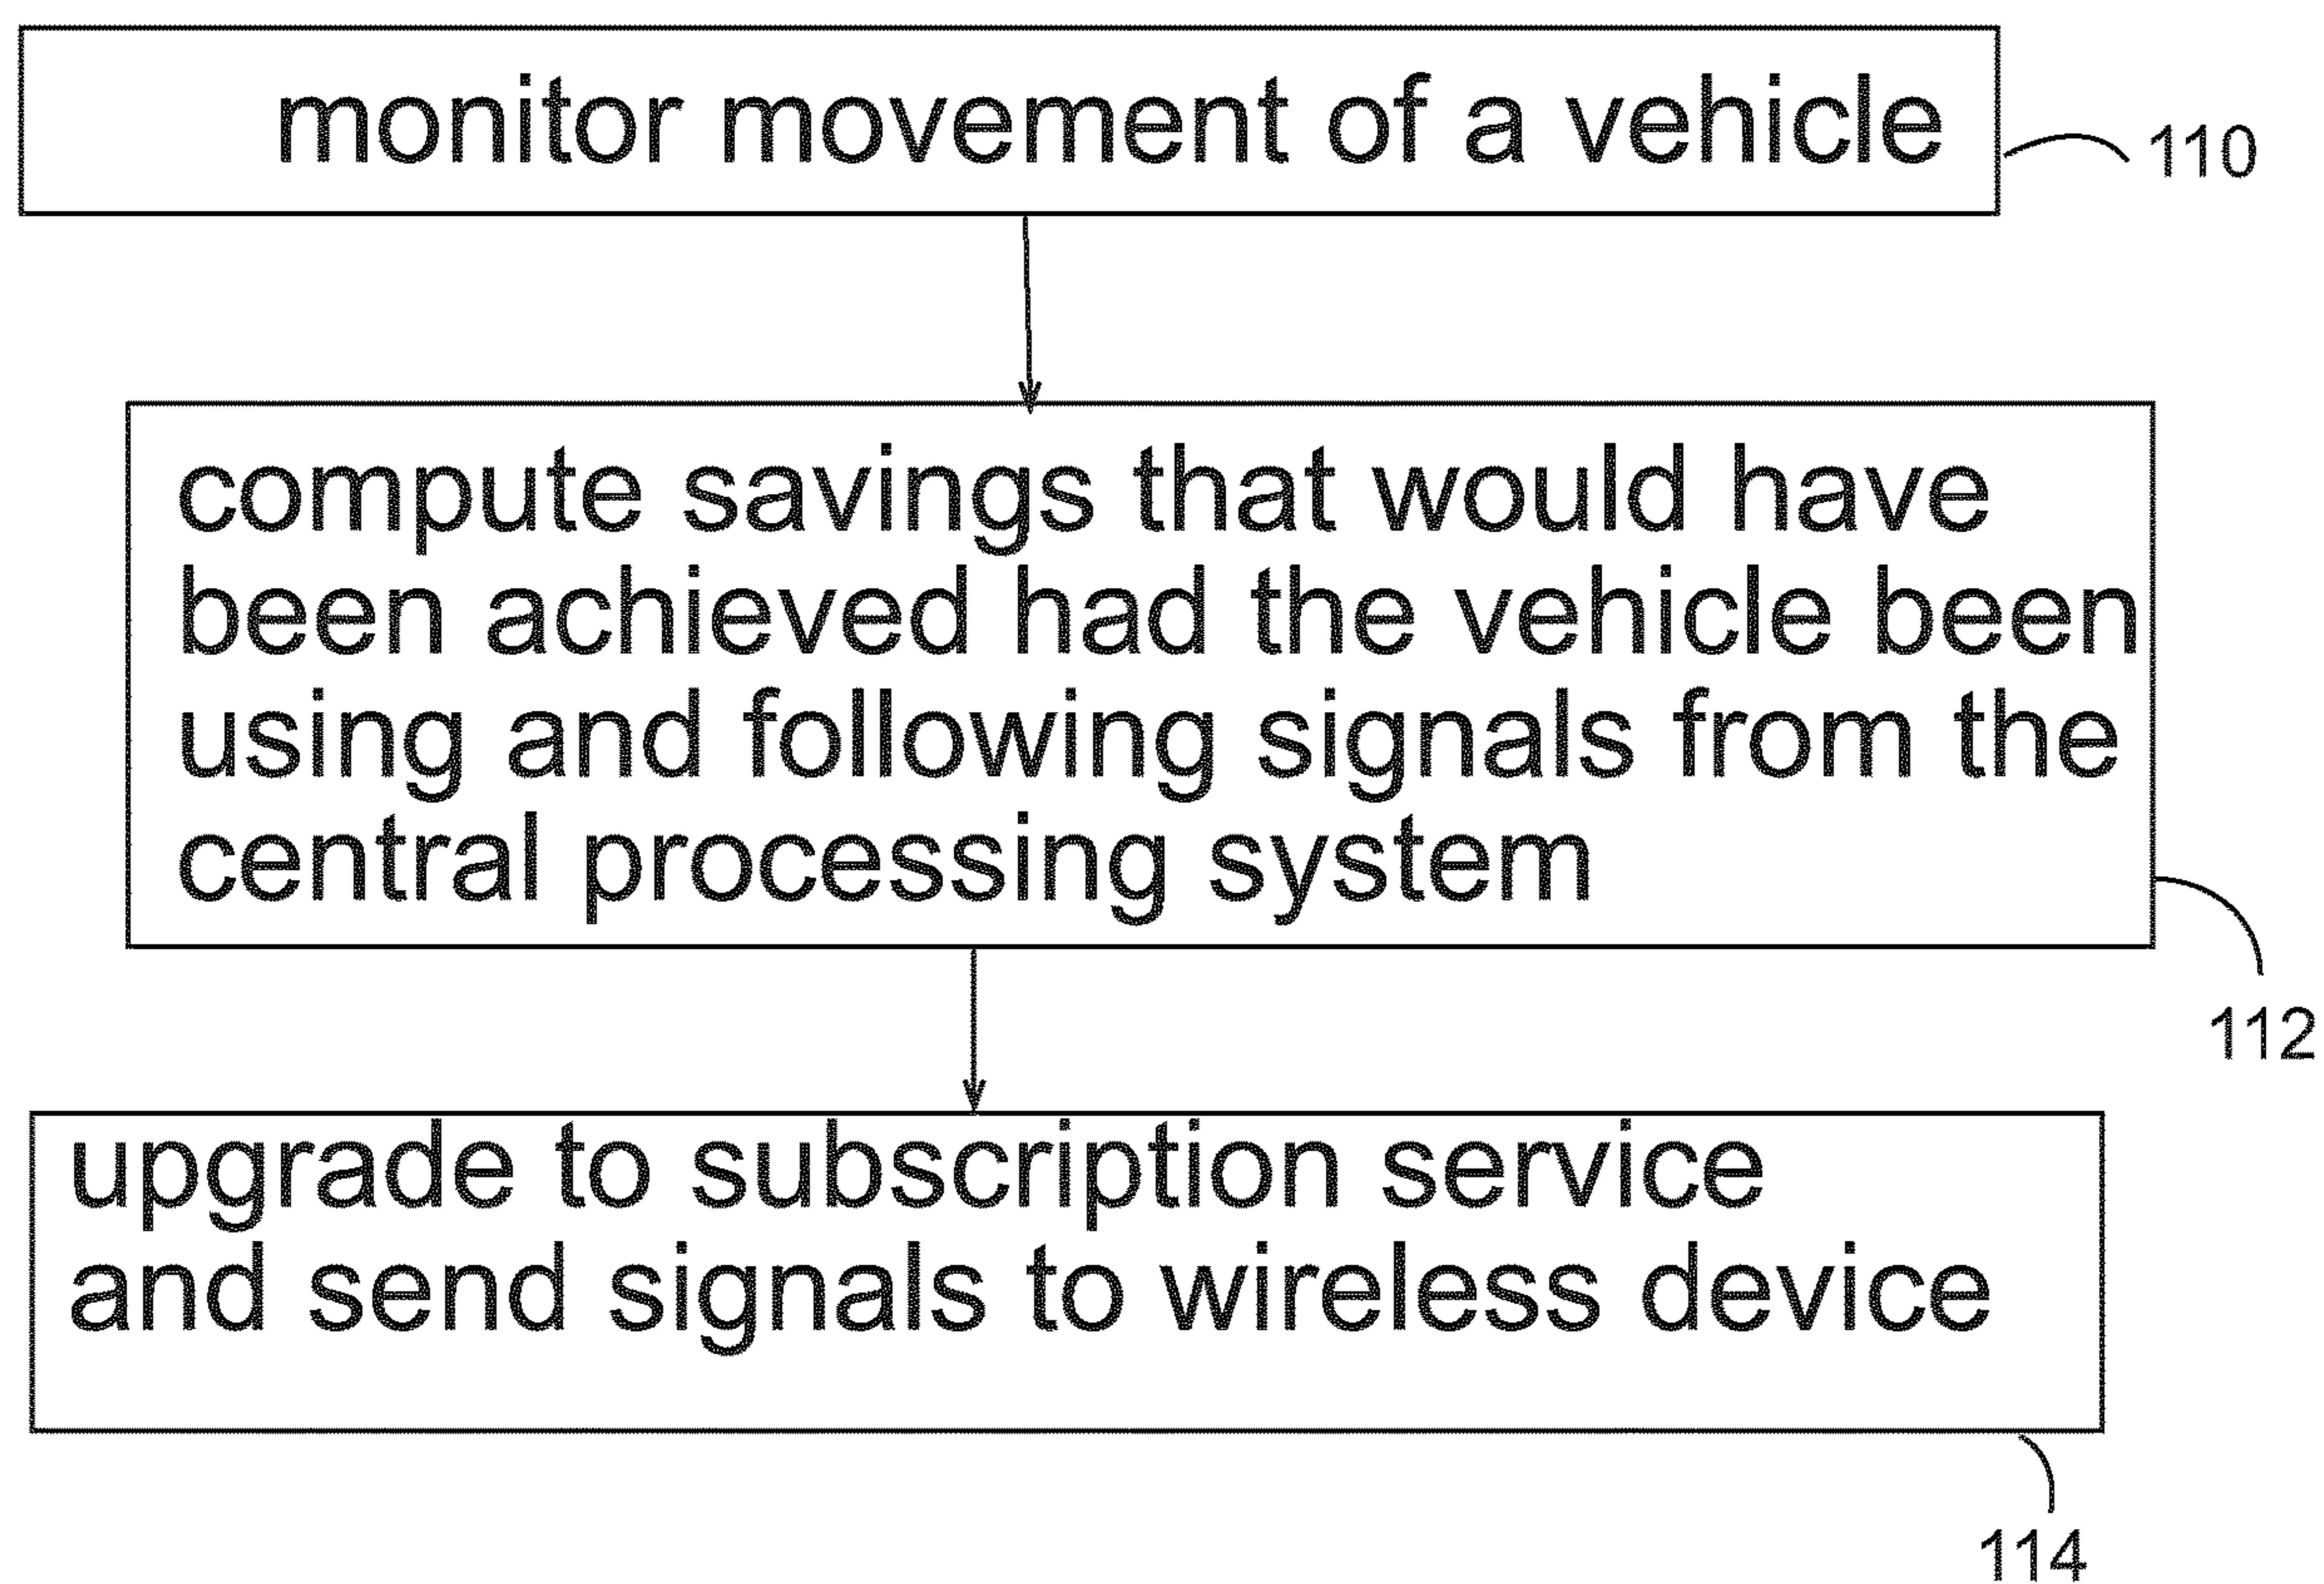 monitor movement of a vehicle
110
compute savings that would have
been achieved had the vehicle been
using and following signals from the
central processing system
112
upgrade to subscription service
and send signals to wireless device
114